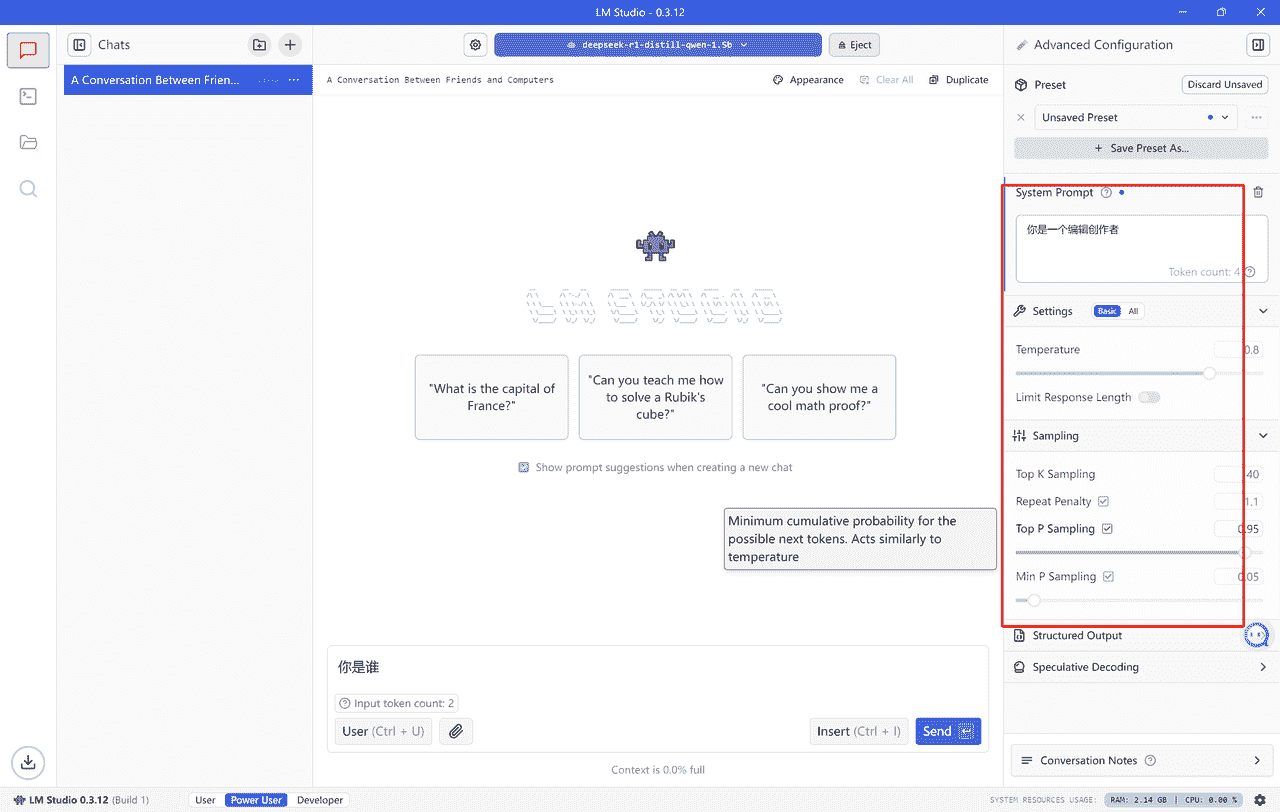 LM Studio - 0.3.12
Chats
deepseek-r1-distill-qwen-1.5b
Eject
Advanced Configuration
A Conversation Between Frien...
A Conversation Between Friends and Computers
Appearance
Clear All
Duplicate
Preset
Discard Unsaved
Unsaved Preset
+ Save Preset As...
System Prompt
你是一个编辑创作者
Token count: 4
Settings
Basic
All
Temperature
0.8
Limit Response Length
Sampling
Top K Sampling
40
Repeat Penalty
1.1
Top P Sampling
0.95
Min P Sampling
0.05
Structured Output
Speculative Decoding
Conversation Notes
LM STUDIO
"What is the capital of
France?"
"Can you teach me how
to solve a Rubik's
cube?"
"Can you show me a
cool math proof?"
Show prompt suggestions when creating a new chat
Minimum cumulative probability for the
possible next tokens. Acts similarly to
temperature
你是谁
Input token count: 2
User (Ctrl + U)
Insert (Ctrl + I)
Send
Context is 0.0% full
LM Studio 0.3.12 (Build 1)
User
Power User
Developer
SYSTEM RESOURCES USAGE:
RAM: 2.14 GB | CPU: 0.00 %